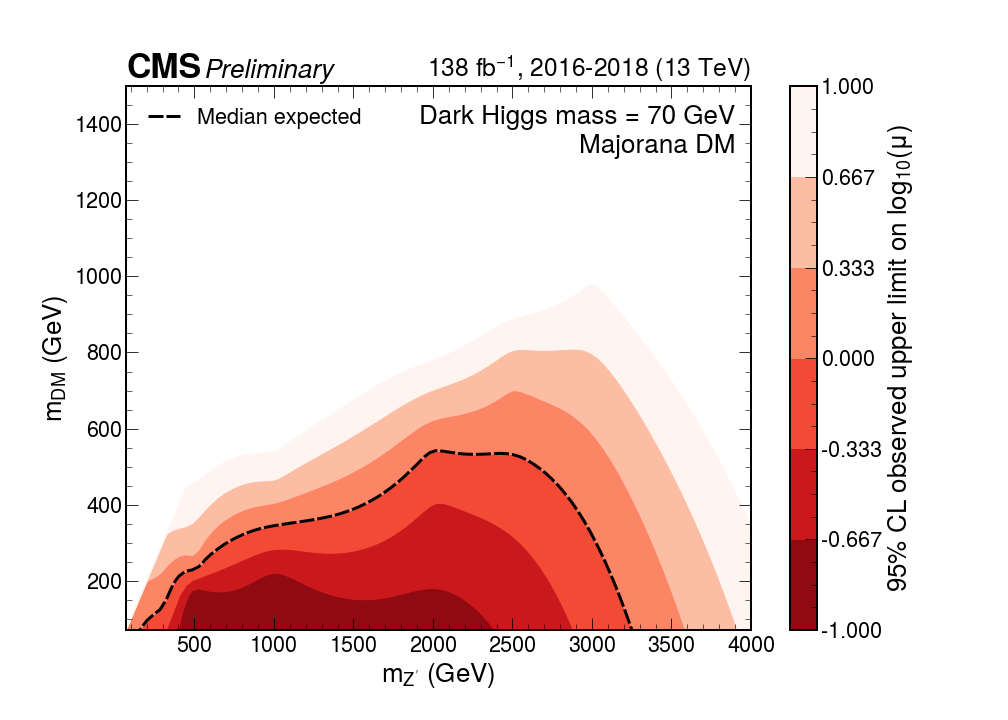 CMS Preliminary
138 fb⁻¹, 2016-2018 (13 TeV)
Median expected
Dark Higgs mass = 70 GeV
Majorana DM
1400
1200
1000
800
600
400
200
m_DM (GeV)
500 1000 1500 2000 2500 3000 3500 4000
m_Z′ (GeV)
1.000
0.667
0.333
0.000
-0.333
-0.667
-1.000
95% CL observed upper limit on log₁₀(μ)